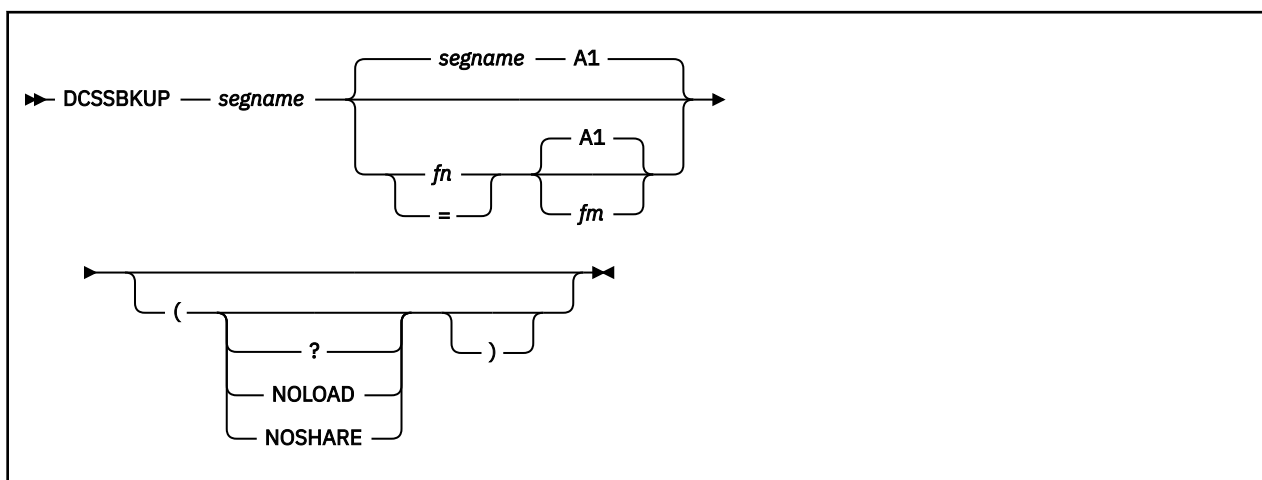 segname A1
DCSSBKUP segname
A1
fn
=
fm
(
?
)
NOLOAD
NOSHARE